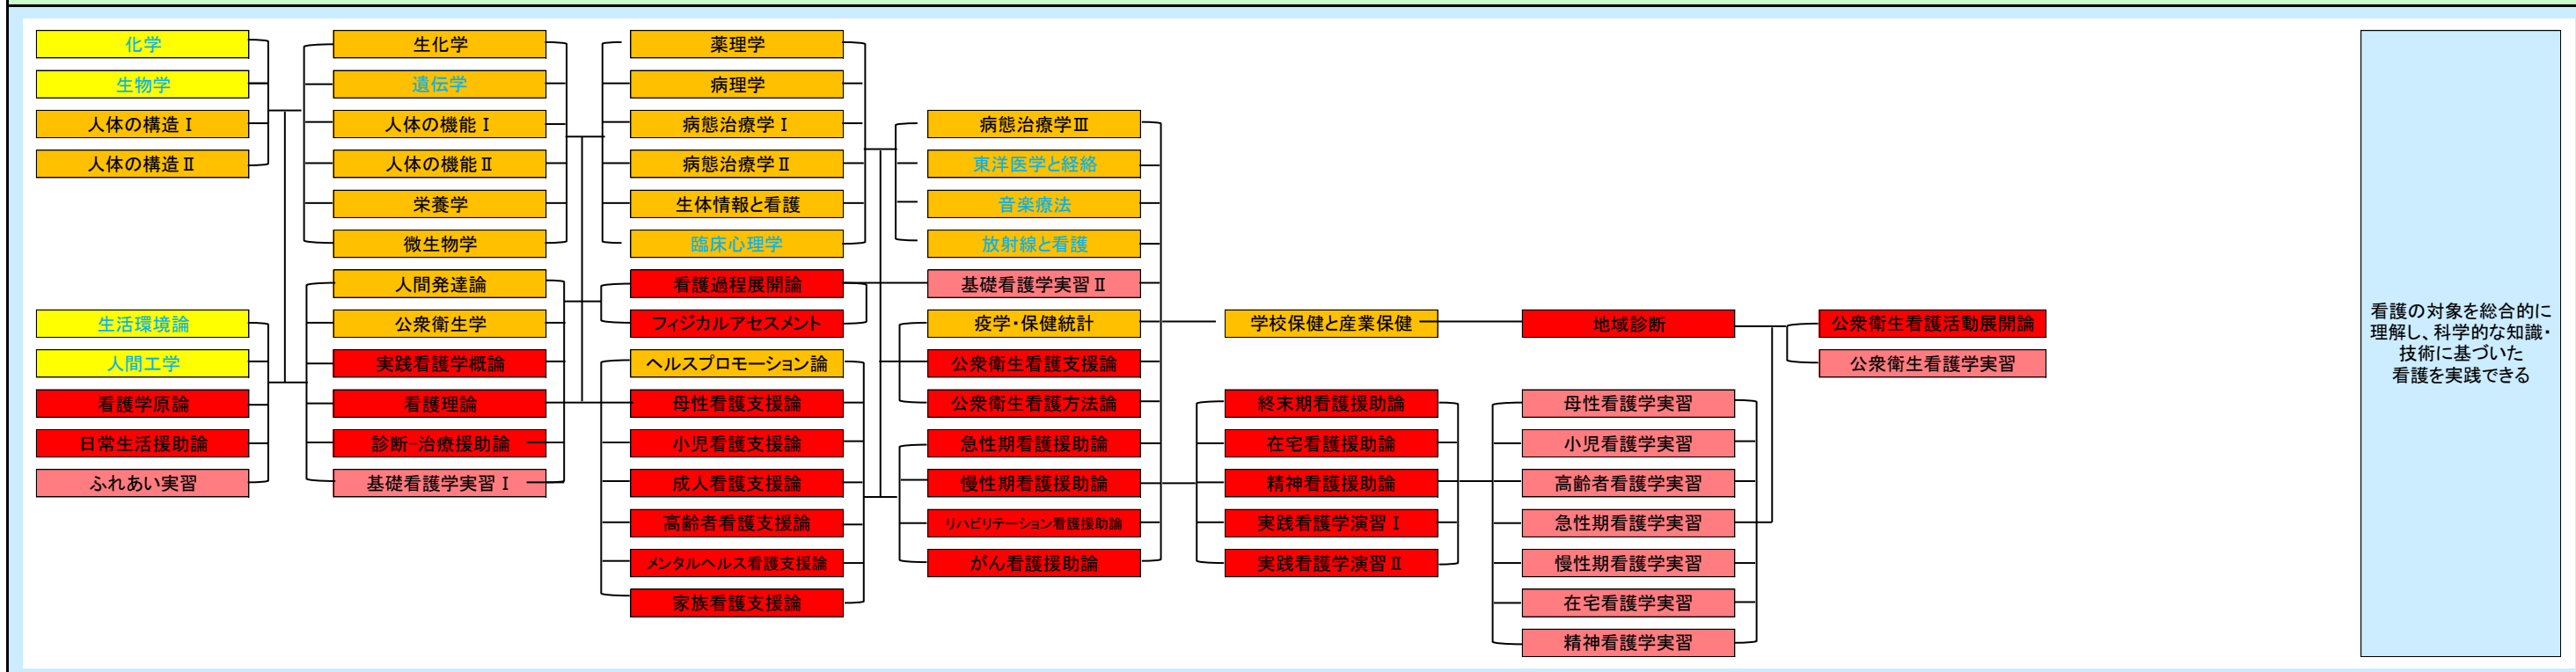 化学
生物学
人体の構造Ⅰ
人体の構造Ⅱ
生活環境論
人間工学
看護学原論
日常生活援助論
ふれあい実習
生化学
遺伝学
人体の機能Ⅰ
人体の機能Ⅱ
栄養学
微生物学
人間発達論
公衆衛生学
実践看護学概論
看護理論
診断-治療援助論
基礎看護学実習Ⅰ
薬理学
病理学
病態治療学Ⅰ
病態治療学Ⅱ
生体情報と看護
臨床心理学
看護過程展開論
フィジカルアセスメント
ヘルスプロモーション論
母性看護支援論
小児看護支援論
成人看護支援論
高齢者看護支援論
メンタルヘルス看護支援論
家族看護支援論
病態治療学Ⅲ
東洋医学と経絡
音楽療法
放射線と看護
基礎看護学実習Ⅱ
疫学・保健統計
公衆衛生看護支援論
公衆衛生看護方法論
急性期看護援助論
慢性期看護援助論
リハビリテーション看護援助論
がん看護援助論
学校保健と産業保健
終末期看護援助論
在宅看護援助論
精神看護援助論
実践看護学演習Ⅰ
実践看護学演習Ⅱ
地域診断
母性看護学実習
小児看護学実習
高齢者看護学実習
急性期看護学実習
慢性期看護学実習
在宅看護学実習
精神看護学実習
公衆衛生看護活動展開論
公衆衛生看護学実習
看護の対象を総合的に
理解し、科学的な知識・
技術に基づいた
看護を実践できる